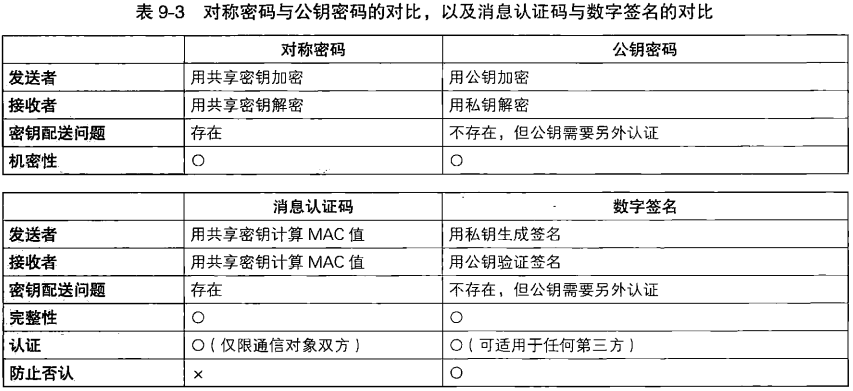 表 9-3 对称密码与公钥密码的对比，以及消息认证码与数字签名的对比
对称密码 公钥密码
发送者 用共享密钥加密 用公钥加密
接收者 用共享密钥解密 用私钥解密
密钥配送问题 存在 不存在，但公钥需要另外认证
机密性 ○ ○
消息认证码 数字签名
发送者 用共享密钥计算 MAC 值 用私钥生成签名
接收者 用共享密钥计算 MAC 值 用公钥验证签名
密钥配送问题 存在 不存在，但公钥需要另外认证
完整性 ○ ○
认证 ○（仅限通信对象双方） ○（可适用于任何第三方）
防止否认 × ○